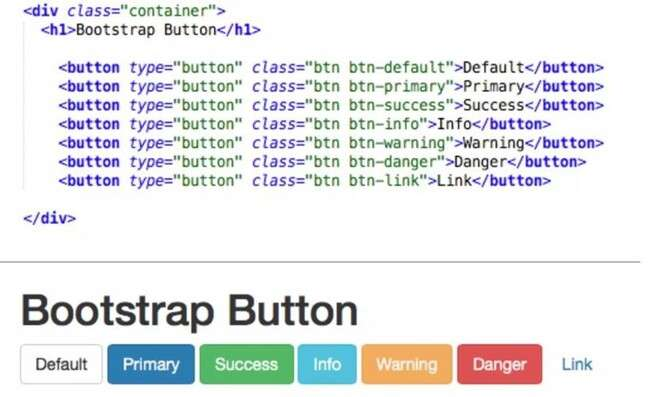 <div class="container">
<h1>Bootstrap Button</h1>
<button type="button" class="btn btn-default">Default</button>
<button type="button" class="btn btn-primary">Primary</button>
<button type="button" class="btn btn-success">Success</button>
<button type="button" class="btn btn-info">Info</button>
<button type="button" class="btn btn-warning">Warning</button>
<button type="button" class="btn btn-danger">Danger</button>
<button type="button" class="btn btn-link">Link</button>
</div>
Bootstrap Button
Default Primary Success Info Warning Danger Link